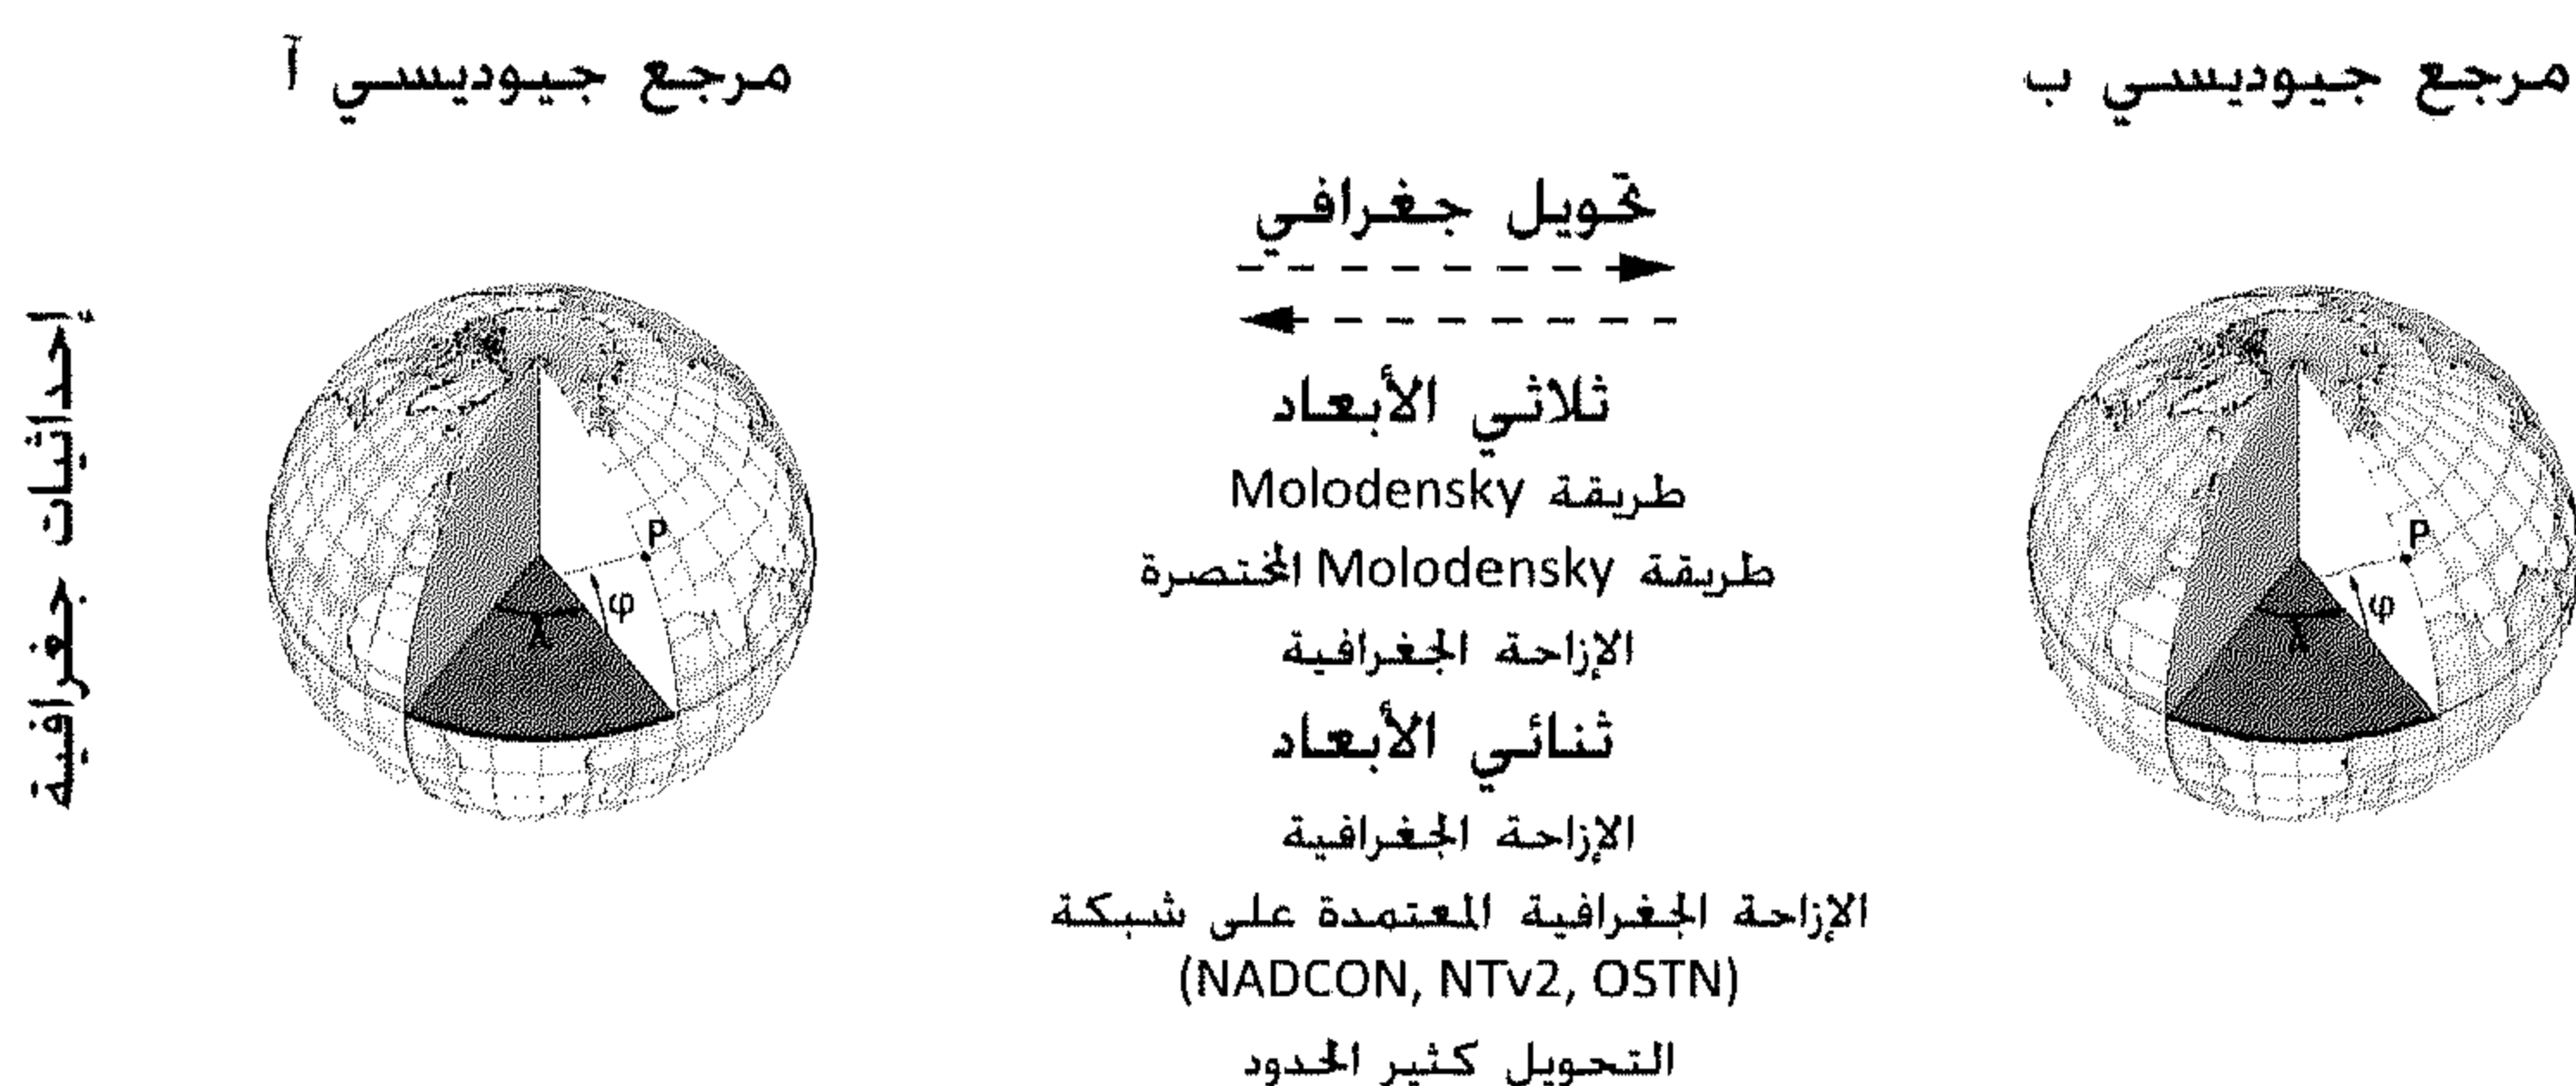 مرجع جيوديسي آ
مرجع جيوديسي ب
تحويل جغرافي
إحداثيات جغرافية
ثلاثي الأبعاد
طريقة Molodensky
طريقة Molodensky المختصرة
الإزاحة الجغرافية
ثنائي الأبعاد
الإزاحة الجغرافية
الإزاحة الجغرافية المعتمدة على شبكة
(NADCON, NTv2, OSTN)
التحويل كثير الحدود
P
φ
λ
P
φ
λ